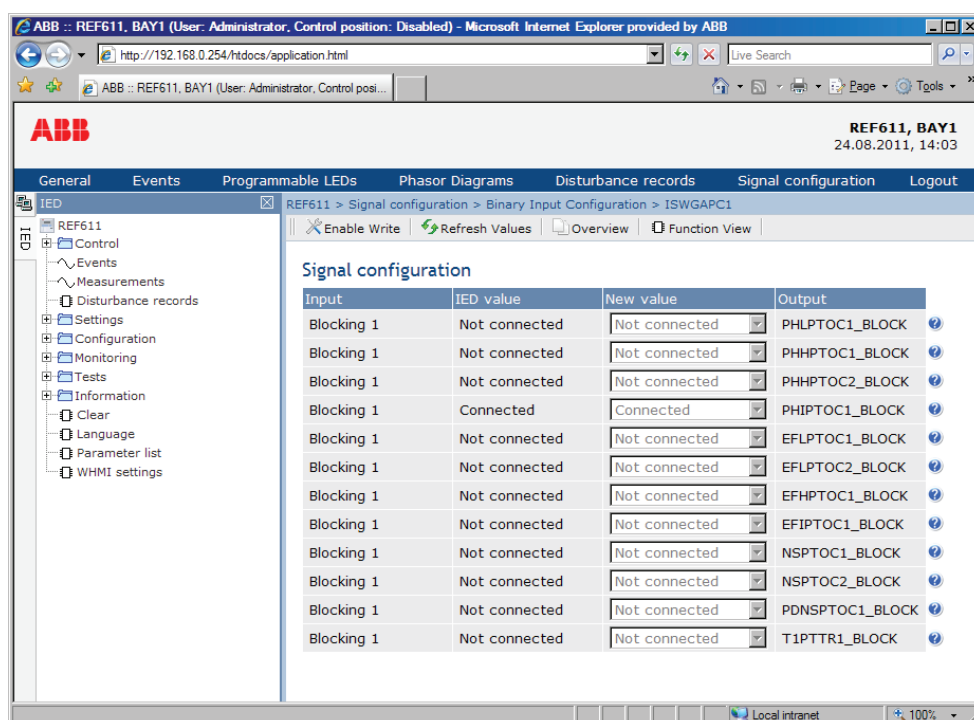 ABB :: REF611, BAY1 (User: Administrator, Control position: Disabled) - Microsoft Internet Explorer provided by ABB
http://192.168.0.254/htdocs/application.html
Live Search
ABB :: REF611, BAY1 (User: Administrator, Control posi...
Page
Tools
»
ABB
REF611, BAY1
24.08.2011, 14:03
General Events Programmable LEDs Phasor Diagrams Disturbance records Signal configuration Logout
IED
IED
REF611
Control
Events
Measurements
Disturbance records
Settings
Configuration
Monitoring
Tests
Information
Clear
Language
Parameter list
WHMI settings
REF611 > Signal configuration > Binary Input Configuration > ISWGAPC1
Enable Write Refresh Values Overview Function View
Signal configuration
Input IED value New value Output
Blocking 1 Not connected Not connected PHLPTOC1_BLOCK
Blocking 1 Not connected Not connected PHHPTOC1_BLOCK
Blocking 1 Not connected Not connected PHHPTOC2_BLOCK
Blocking 1 Connected Connected PHIPTOC1_BLOCK
Blocking 1 Not connected Not connected EFLPTOC1_BLOCK
Blocking 1 Not connected Not connected EFLPTOC2_BLOCK
Blocking 1 Not connected Not connected EFHPTOC1_BLOCK
Blocking 1 Not connected Not connected EFIPTOC1_BLOCK
Blocking 1 Not connected Not connected NSPTOC1_BLOCK
Blocking 1 Not connected Not connected NSPTOC2_BLOCK
Blocking 1 Not connected Not connected PDNSPTOC1_BLOCK
Blocking 1 Not connected Not connected T1PTTR1_BLOCK
Local intranet
100%